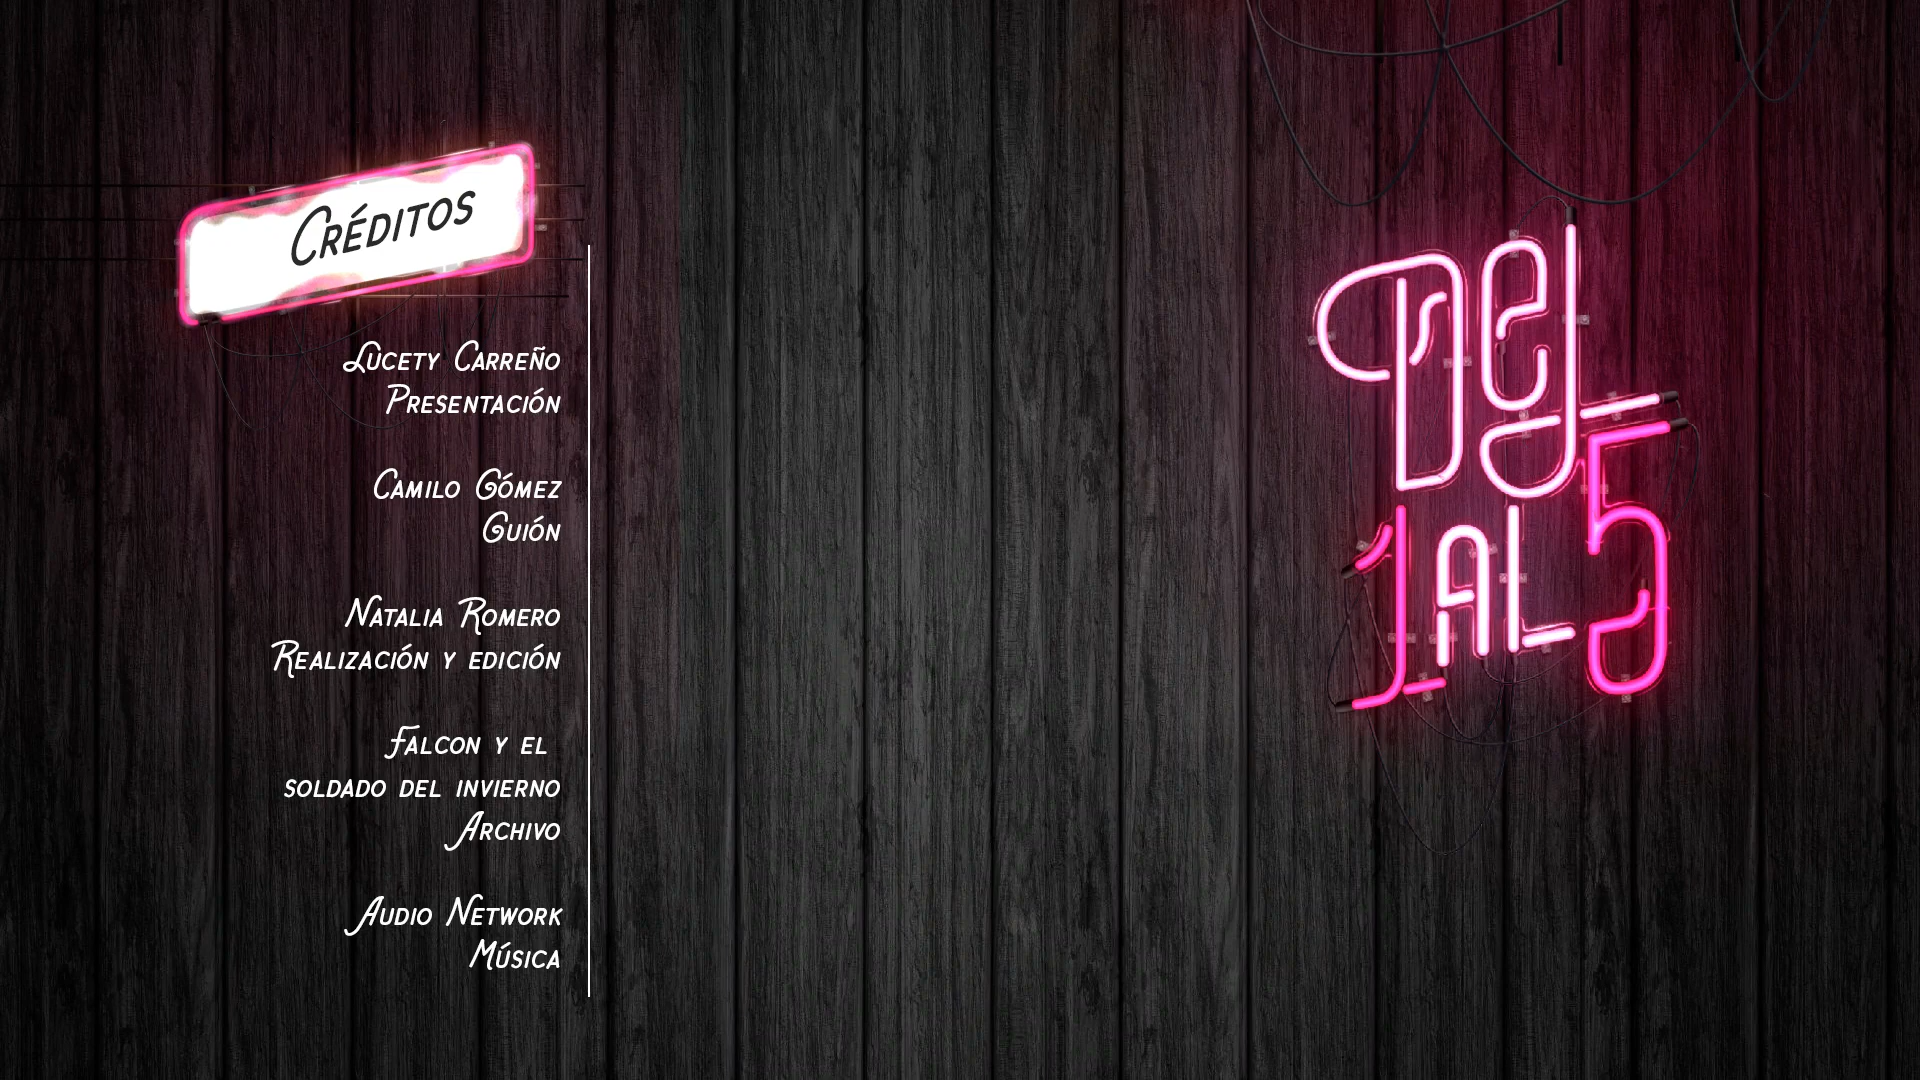 Créditos
Lucety Carreño
Presentación
Camilo Gómez
Guión
Natalia Romero
Realización y edición
Falcon y el
soldado del invierno
Archivo
Audio Network
Música
Del
1 AL 5